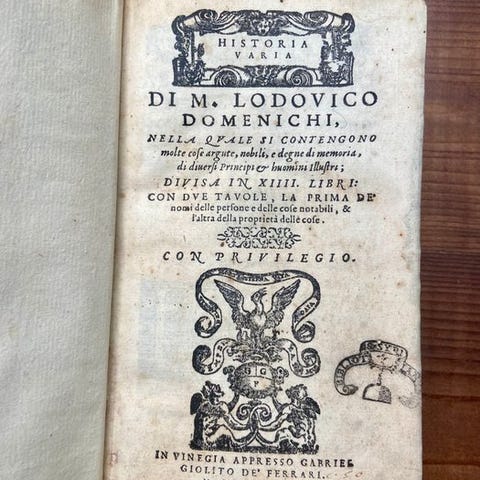 HISTORIA
VARIA
DI M. LODOVICO
DOMENICHI,
NELLA QVALE SI CONTENGONO
molte cose argute, nobili, e degne di memoria,
di diversi Principi & huomini Illustri;
DIVISA IN XIIII. LIBRI:
CON DVE TAVOLE, LA PRIMA DE'
nomi delle persone e delle cose notabili, &
l'altra della proprietà delle cose.
CON PRIVILEGIO.
G
F
IN VINEGIA APPRESSO GABRIEL
GIOLITO DE' FERRARI.